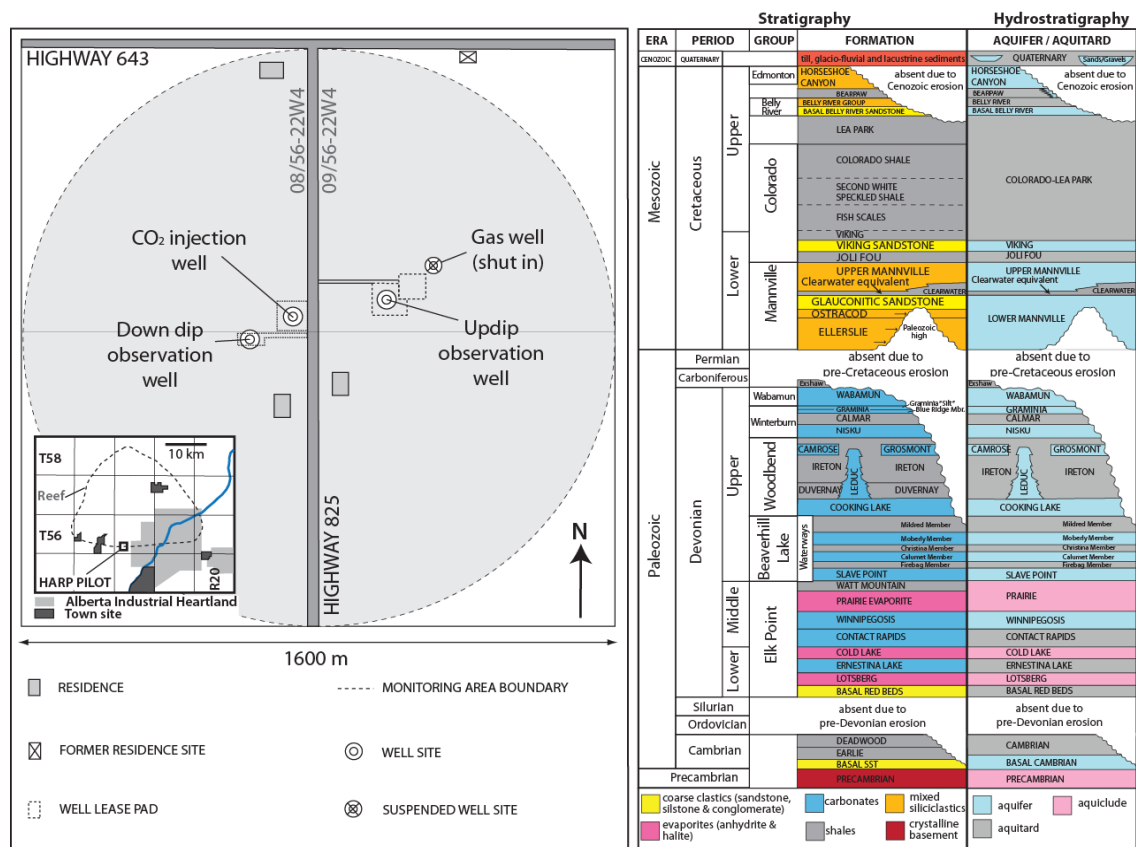 HIGHWAY 643
08/56-22W4
09/56-22W4
CO₂ injection
well
Gas well
(shut in)
Down dip
observation
well
Updip
observation
well
HIGHWAY 825
N
10 km
T58
Reef
T56
HARP PILOT
R20
Alberta Industrial Heartland
Town site
1600 m
RESIDENCE
MONITORING AREA BOUNDARY
FORMER RESIDENCE SITE
WELL SITE
WELL LEASE PAD
SUSPENDED WELL SITE
Stratigraphy
Hydrostratigraphy
ERA
PERIOD
GROUP
FORMATION
AQUIFER / AQUITARD
CENOZOIC
QUATERNARY
till, glacio-fluvial and lacustrine sediments
QUATERNARY
Sands/Gravels
Mesozoic
Cretaceous
Upper
Lower
Edmonton
Belly
River
Colorado
Mannville
HORSESHOE
CANYON
absent due to
Cenozoic erosion
BEARPAW
BELLY RIVER GROUP
BASAL BELLY RIVER SANDSTONE
LEA PARK
COLORADO SHALE
SECOND WHITE
SPECKLED SHALE
FISH SCALES
VIKING
VIKING SANDSTONE
JOLI FOU
UPPER MANNVILLE
Clearwater equivalent
CLEARWATER
GLAUCONITIC SANDSTONE
OSTRACOD
ELLERSLIE
Paleozoic
high
HORSESHOE
CANYON
absent due to
Cenozoic erosion
BEARPAW
BELLY RIVER
BASAL BELLY RIVER
COLORADO-LEA PARK
VIKING
JOLI FOU
UPPER MANNVILLE
Clearwater equivalent
CLEARWATER
LOWER MANNVILLE
Paleozoic
Permian
Carboniferous
absent due to
pre-Cretaceous erosion
absent due to
pre-Cretaceous erosion
Devonian
Upper
Middle
Lower
Wabamun
Winterburn
Woodbend
Beaverhill
Lake
Waterways
Elk Point
Exshaw
WABAMUN
Graminia "Silt"
Blue Ridge Mbr.
GRAMINIA
CALMAR
NISKU
CAMROSE
GROSMONT
IRETON
IRETON
LEDUC
DUVERNAY
DUVERNAY
COOKING LAKE
Mildred Member
Moberly Member
Christina Member
Calumet Member
Firebag Member
SLAVE POINT
WATT MOUNTAIN
PRAIRIE EVAPORITE
WINNIPEGOSIS
CONTACT RAPIDS
COLD LAKE
ERNESTINA LAKE
LOTSBERG
BASAL RED BEDS
Exshaw
WABAMUN
GRAMINIA
CALMAR
NISKU
CAMROSE
GROSMONT
IRETON
IRETON
LEDUC
COOKING LAKE
Mildred Member
Moberly Member
Christina Member
Calumet Member
Firebag Member
SLAVE POINT
PRAIRIE
WINNIPEGOSIS
CONTACT RAPIDS
COLD LAKE
ERNESTINA LAKE
LOTSBERG
BASAL RED BEDS
Silurian
Ordovician
absent due to
pre-Devonian erosion
absent due to
pre-Devonian erosion
Cambrian
DEADWOOD
EARLIE
BASAL SST
CAMBRIAN
BASAL CAMBRIAN
Precambrian
PRECAMBRIAN
PRECAMBRIAN
coarse clastics (sandstone,
silstone & conglomerate)
evaporites (anhydrite &
halite)
carbonates
shales
mixed
siliciclastics
crystalline
basement
aquifer
aquitard
aquiclude